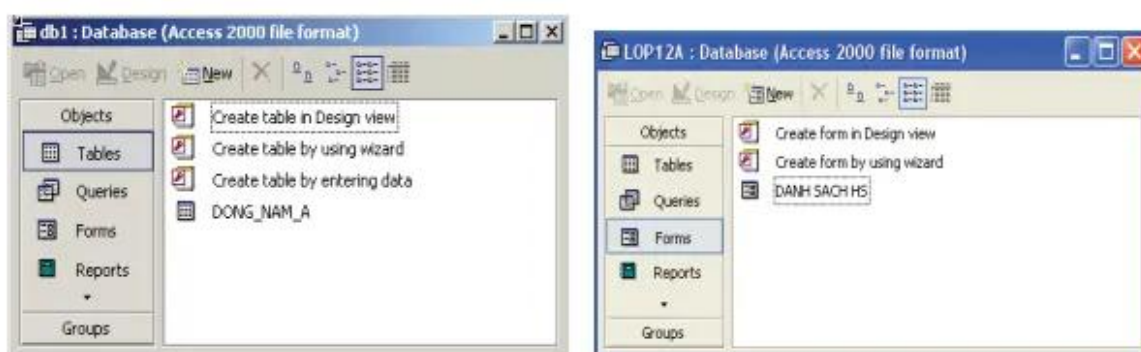 db1 : Database (Access 2000 file format)
Open Design New
Objects
Tables
Queries
Forms
Reports
Groups
Create table in Design view
Create table by using wizard
Create table by entering data
DONG_NAM_A
LOP12A : Database (Access 2000 file format)
Open Design New
Objects
Tables
Queries
Forms
Reports
Groups
Create form in Design view
Create form by using wizard
DANH SACH HS